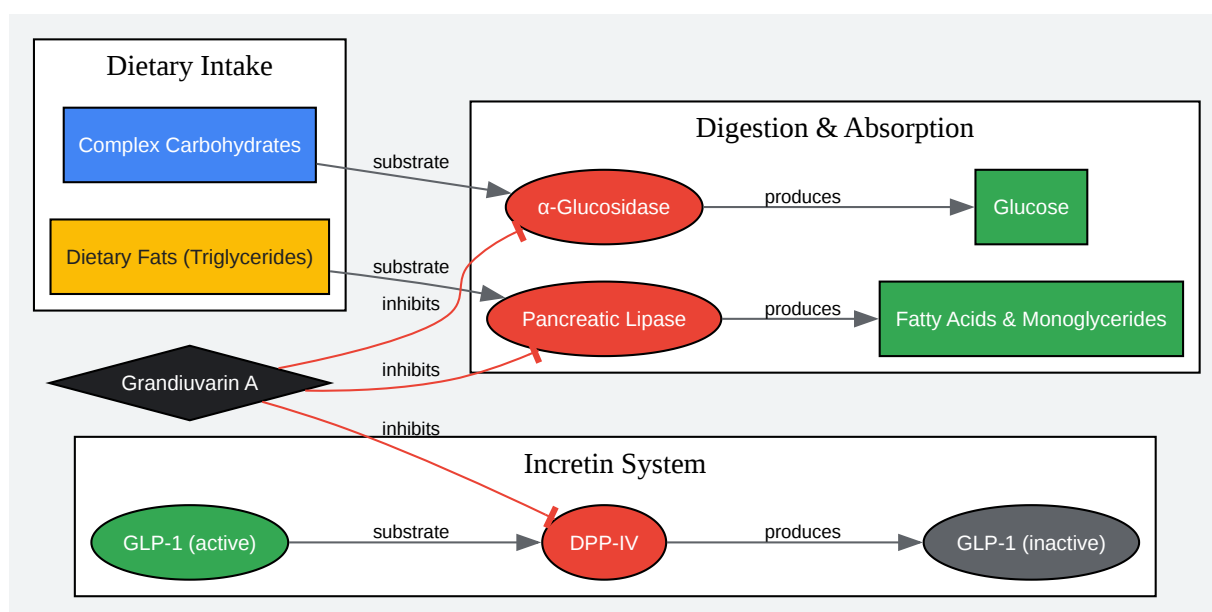 Dietary Intake
Complex Carbohydrates
Dietary Fats (Triglycerides)
substrate
substrate
inhibits
inhibits
inhibits
Grandiuvarin A
Digestion & Absorption
α-Glucosidase
produces
Glucose
Pancreatic Lipase
produces
Fatty Acids & Monoglycerides
Incretin System
GLP-1 (active)
substrate
DPP-IV
produces
GLP-1 (inactive)